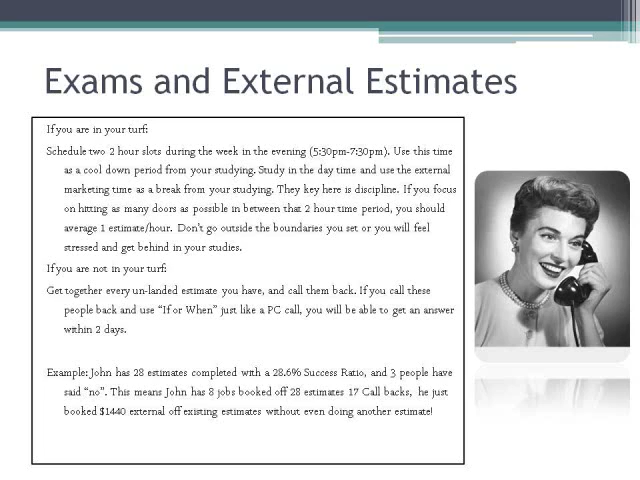 Exams and External Estimates
If you are in your turf:
Schedule two 2 hour slots during the week in the evening (5:30pm-7:30pm). Use this time
as a cool down period from your studying. Study in the day time and use the external
marketing time as a break from your studying. They key here is discipline. If you focus
on hitting as many doors as possible in between that 2 hour time period, you should
average 1 estimate/hour. Don't go outside the boundaries you set or you will feel
stressed and get behind in your studies.
If you are not in your turf:
Get together every un-landed estimate you have, and call them back. If you call these
people back and use “If or When” just like a PC call, you will be able to get an answer
within 2 days.
Example: John has 28 estimates completed with a 28.6% Success Ratio, and 3 people have
said “no”. This means John has 8 jobs booked off 28 estimates 17 Call backs, he just
booked $1440 external off existing estimates without even doing another estimate!